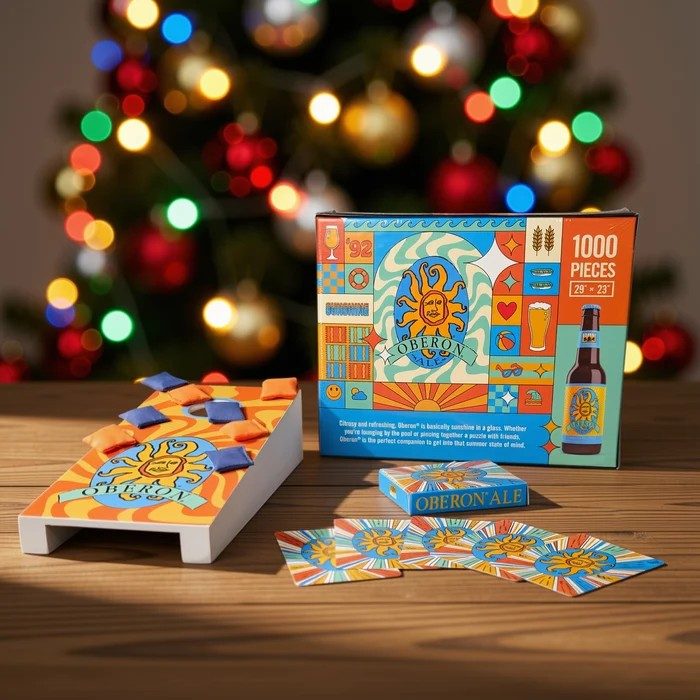 '92
1000
PIECES
29" × 23"
SUNSHINE
OBERON
ALE
Citrusy and refreshing, Oberon® is basically sunshine in a glass. Whether
you're lounging by the pool or piecing together a puzzle with friends,
Oberon® is the perfect companion to get into that summer state of mind.
OBERON
OBERON® ALE